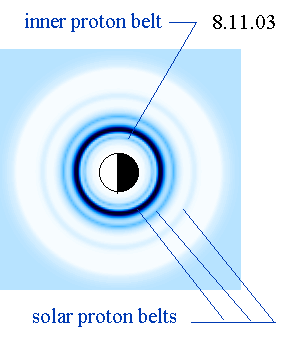 inner proton belt
8.11.03
solar proton belts